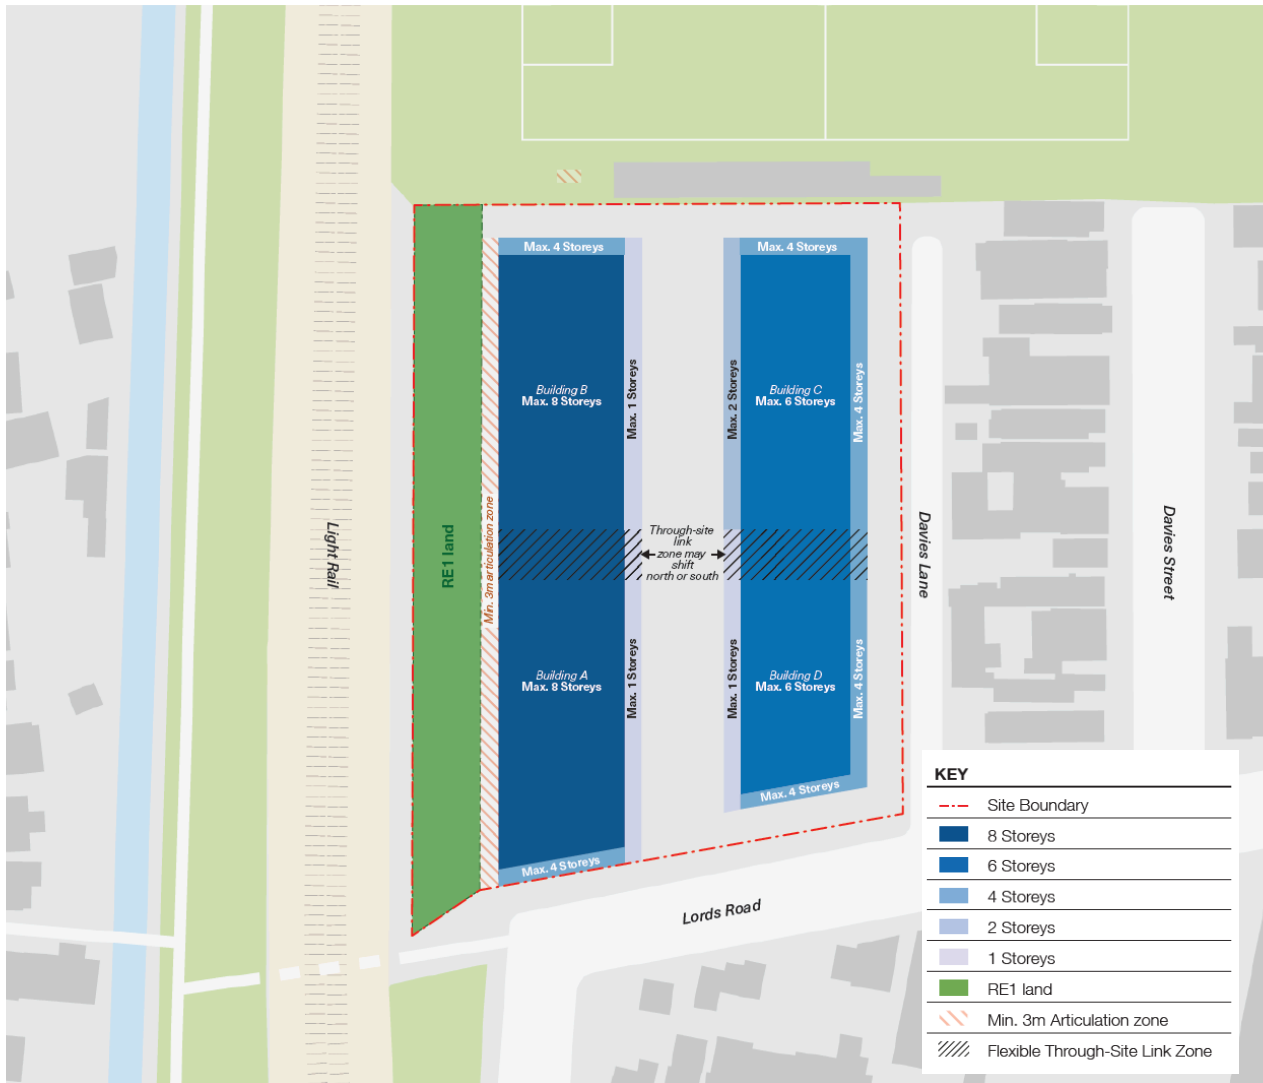 Max. 4 Storeys
Max. 4 Storeys
Building B
Max. 8 Storeys
Max. 1 Storeys
Max. 2 Storeys
Building C
Max. 6 Storeys
Max. 4 Storeys
Light Rail
RE1 land
Min. 3m articulation zone
Through-site
link
zone may
shift
north or south
Davies Lane
Davies Street
Building A
Max. 8 Storeys
Max. 1 Storeys
Max. 1 Storeys
Building D
Max. 6 Storeys
Max. 4 Storeys
Max. 4 Storeys
Max. 4 Storeys
Lords Road
KEY
Site Boundary
8 Storeys
6 Storeys
4 Storeys
2 Storeys
1 Storeys
RE1 land
Min. 3m Articulation zone
Flexible Through-Site Link Zone